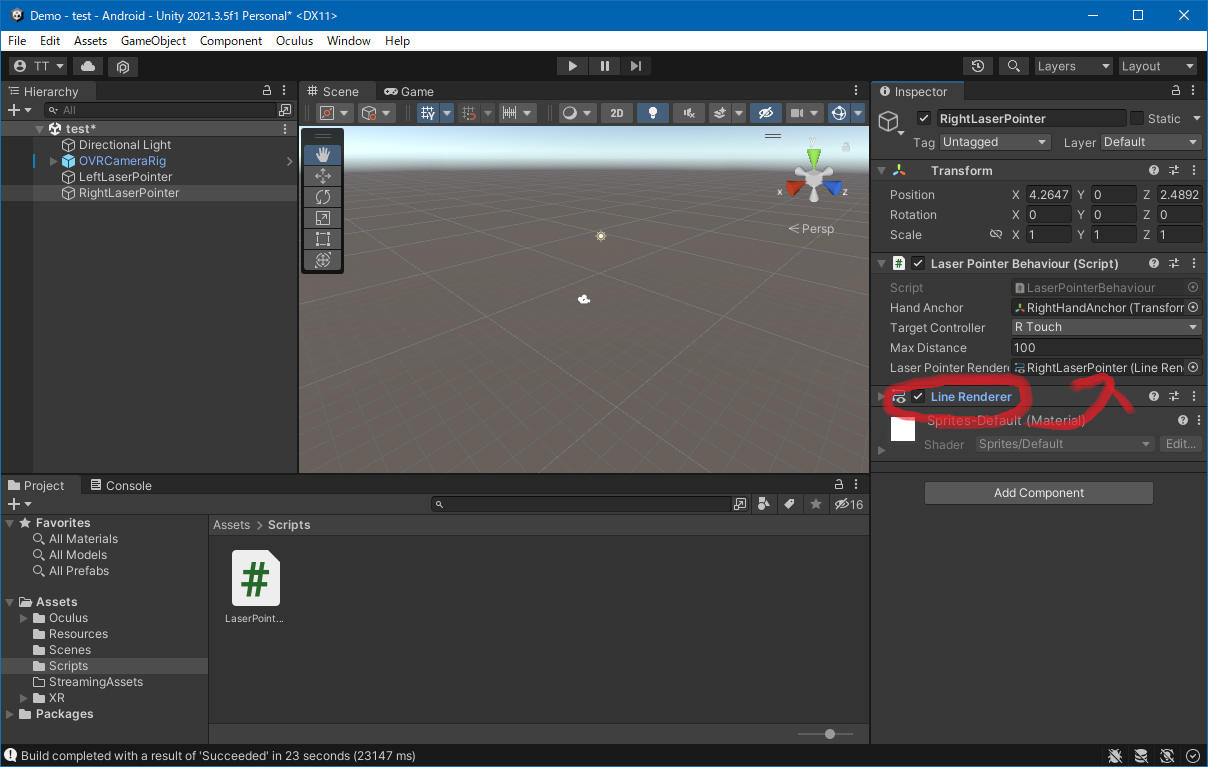 Demo - test - Android - Unity 2021.3.5f1 Personal* <DX11>
File Edit Assets GameObject Component Oculus Window Help
TT Layers Layout
Hierarchy
All
test*
Directional Light
OVRCameraRig
LeftLaserPointer
RightLaserPointer
Scene Game
2D
y
x z
Persp
Inspector
RightLaserPointer Static
Tag Untagged Layer Default
Transform
Position X 4.2647 Y 0 Z 2.4892
Rotation X 0 Y 0 Z 0
Scale X 1 Y 1 Z 1
# Laser Pointer Behaviour (Script)
Script LaserPointerBehaviour
Hand Anchor RightHandAnchor (Transform
Target Controller R Touch
Max Distance 100
Laser Pointer Rendere RightLaserPointer (Line Ren
Line Renderer
Sprites-Default (Material)
Shader Sprites/Default Edit...
Add Component
Project Console
16
Favorites
All Materials
All Models
All Prefabs
Assets
Oculus
Resources
Scenes
Scripts
StreamingAssets
XR
Packages
Assets > Scripts
#
LaserPoint...
Build completed with a result of 'Succeeded' in 23 seconds (23147 ms)